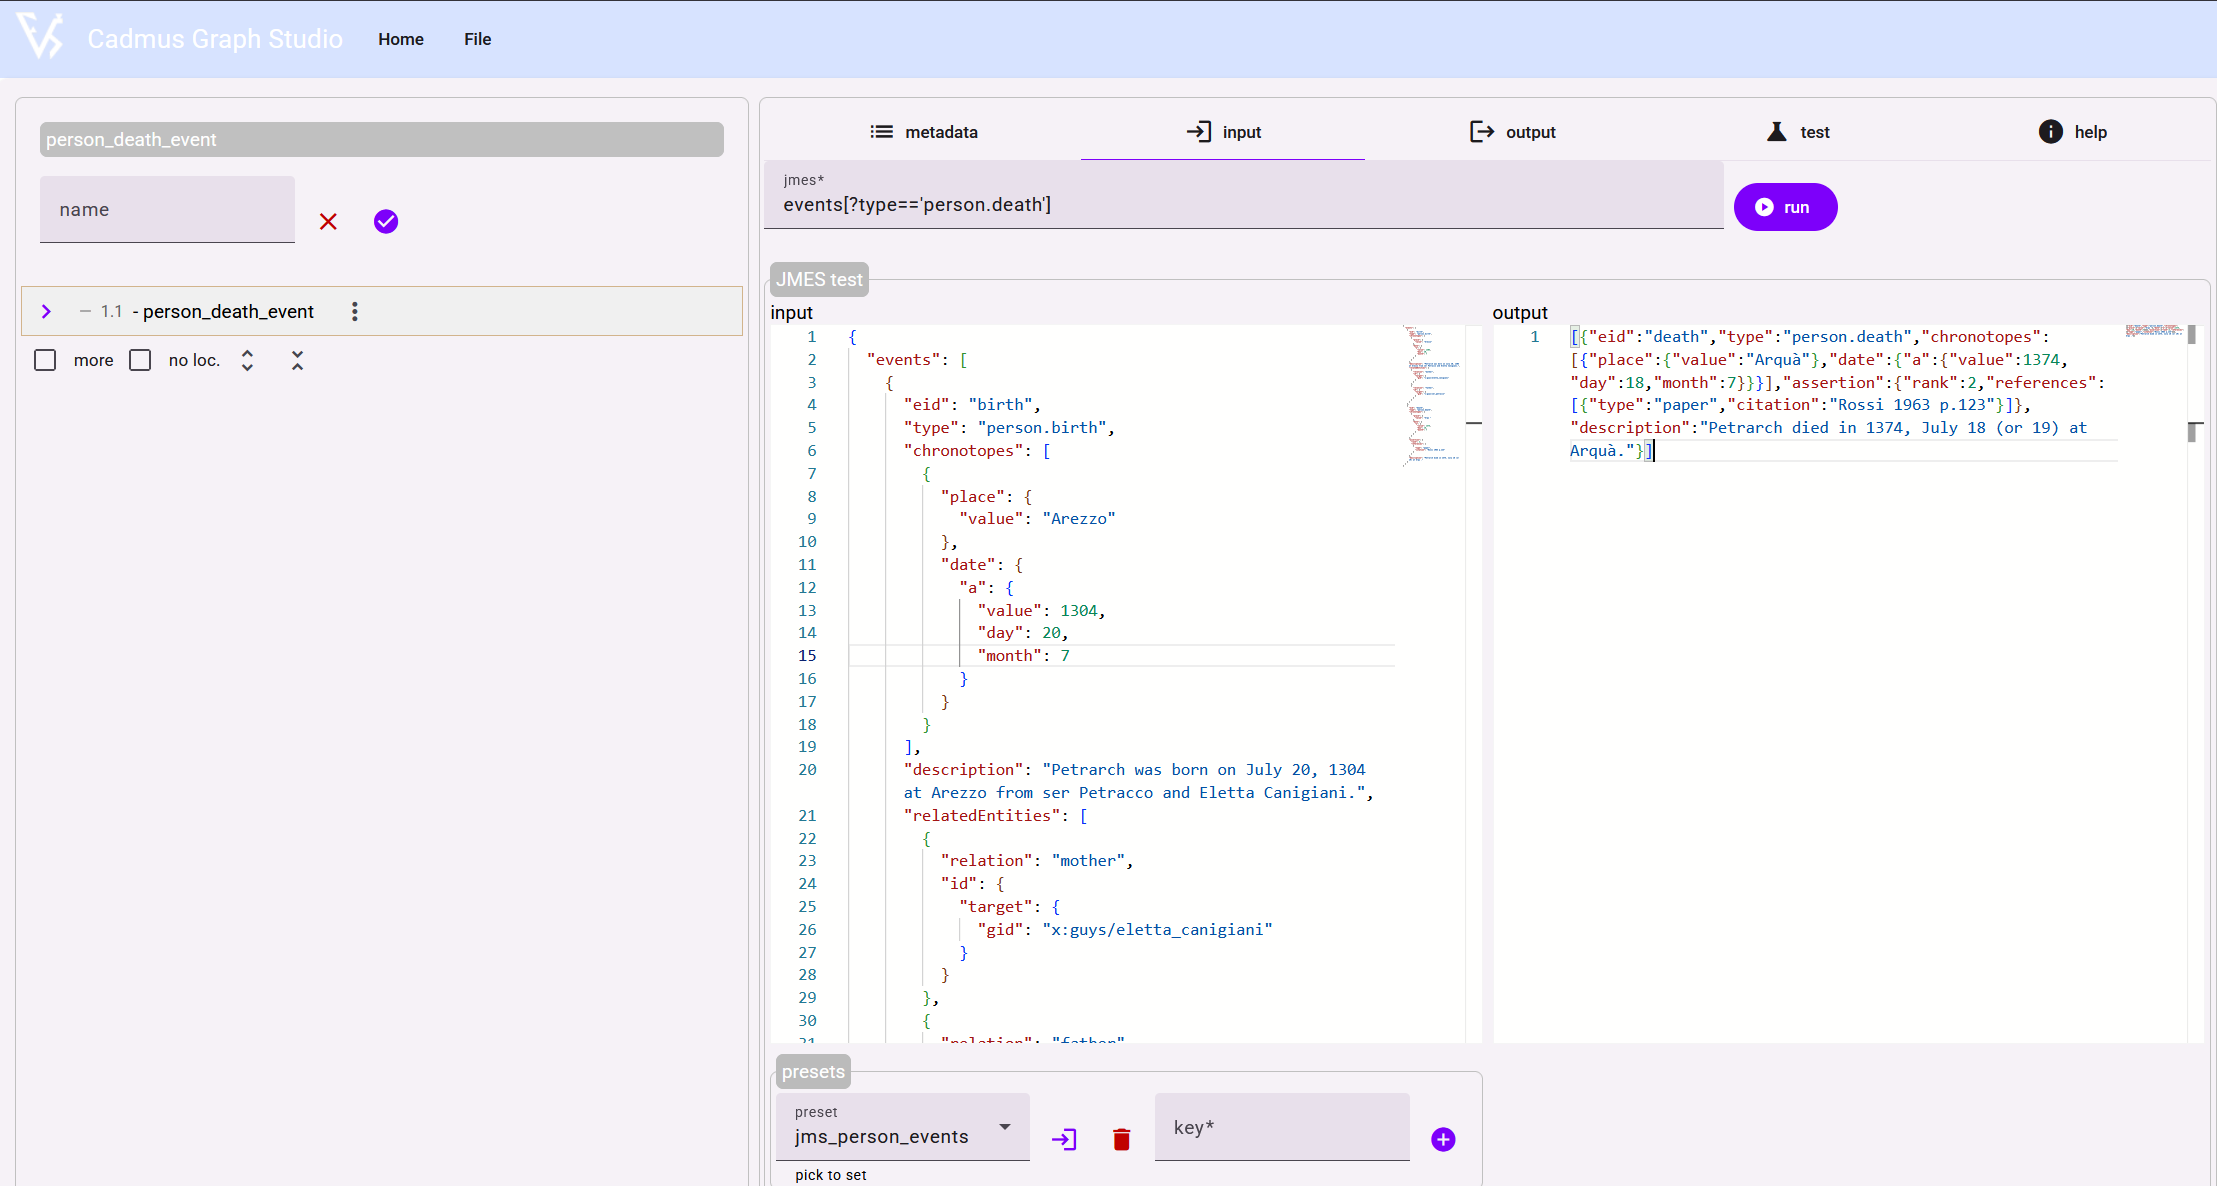 Cadmus Graph Studio Home File
person_death_event
name
1.1 - person_death_event
more no loc.
metadata input output test help
jmes*
events[?type=='person.death']
run
JMES test
input
1 {
2 "events": [
3 {
4 "eid": "birth",
5 "type": "person.birth",
6 "chronotopes": [
7 {
8 "place": {
9 "value": "Arezzo"
10 },
11 "date": {
12 "a": {
13 "value": 1304,
14 "day": 20,
15 "month": 7
16 }
17 }
18 }
19 ],
20 "description": "Petrarch was born on July 20, 1304
at Arezzo from ser Petracco and Eletta Canigiani.",
21 "relatedEntities": [
22 {
23 "relation": "mother",
24 "id": {
25 "target": {
26 "gid": "x:guys/eletta_canigiani"
27 }
28 }
29 },
30 {
31 "relation": "father"
output
1 [{"eid":"death","type":"person.death","chronotopes":
[{"place":{"value":"Arquà"},"date":{"a":{"value":1374,
"day":18,"month":7}}}],"assertion":{"rank":2,"references":
[{"type":"paper","citation":"Rossi 1963 p.123"}]},
"description":"Petrarch died in 1374, July 18 (or 19) at
Arquà."}]
presets
preset
jms_person_events
key*
pick to set